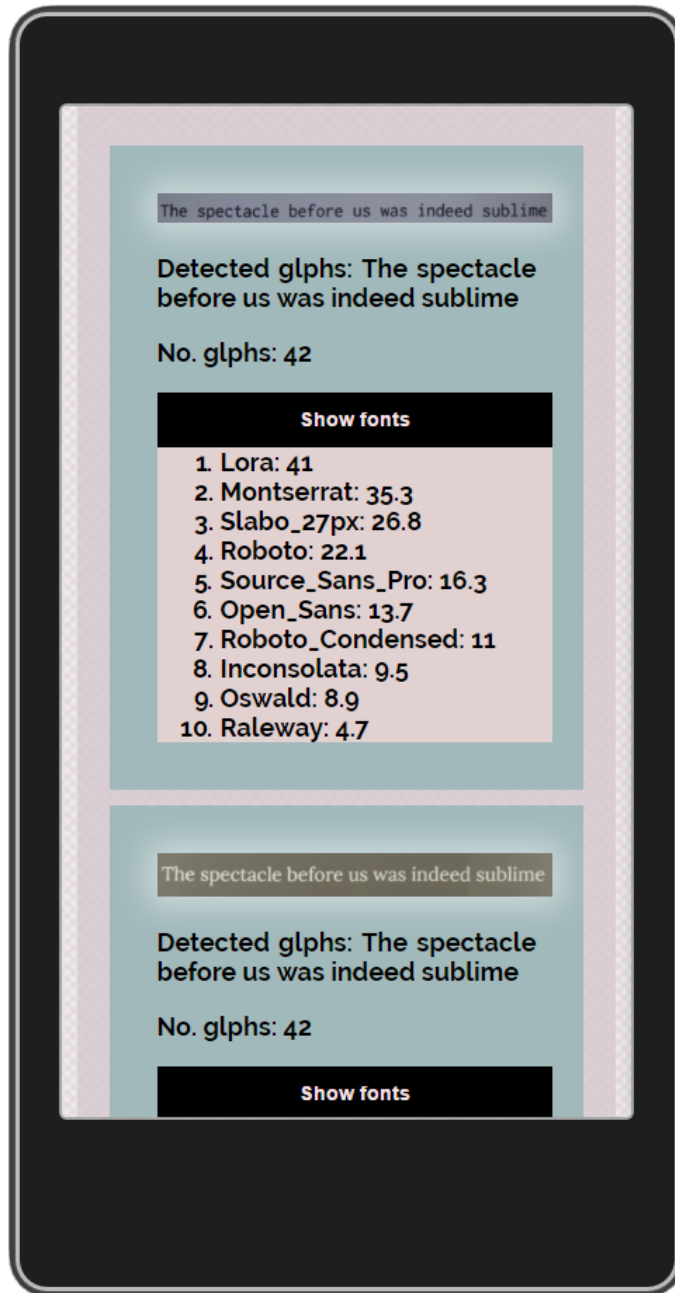 The spectacle before us was indeed sublime
Detected glphs: The spectacle
before us was indeed sublime
No. glphs: 42
Show fonts
1. Lora: 41
2. Montserrat: 35.3
3. Slabo_27px: 26.8
4. Roboto: 22.1
5. Source_Sans_Pro: 16.3
6. Open_Sans: 13.7
7. Roboto_Condensed: 11
8. Inconsolata: 9.5
9. Oswald: 8.9
10. Raleway: 4.7
The spectacle before us was indeed sublime
Detected glphs: The spectacle
before us was indeed sublime
No. glphs: 42
Show fonts